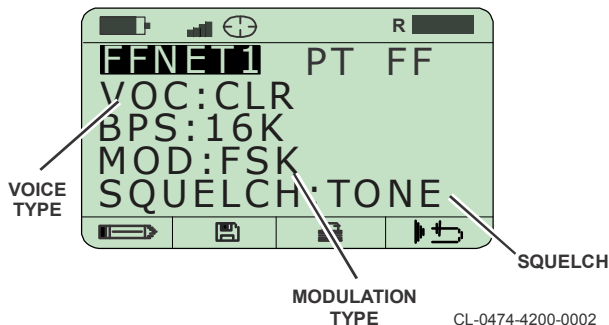 R
FFNET1 PT FF
VOC:CLR
BPS:16K
MOD:FSK
SQUELCH:TONE
VOICE
TYPE
SQUELCH
MODULATION
TYPE
CL-0474-4200-0002